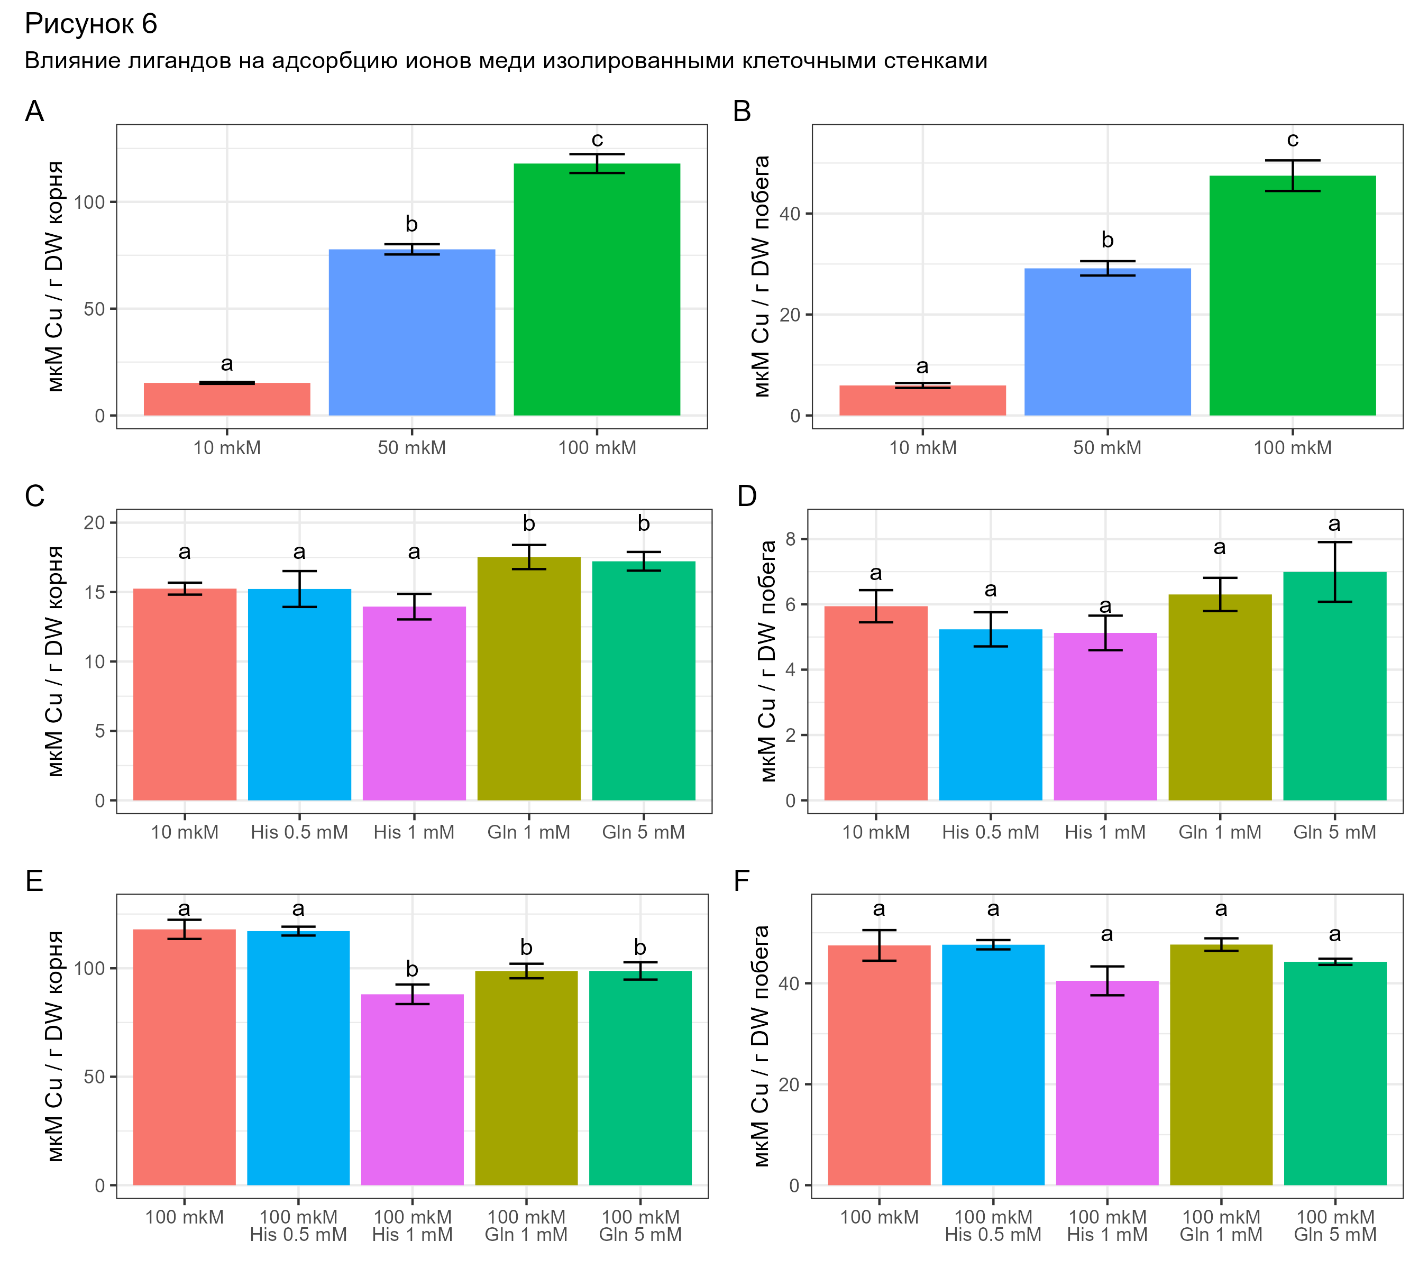 Рисунок 6
Влияние лигандов на адсорбцию ионов меди изолированными клеточными стенками
A
мкМ Cu / г DW корня
100
50
0
a
b
c
10 mkM 50 mkM 100 mkM
B
мкМ Cu / г DW побега
40
20
0
a
b
c
10 mkM 50 mkM 100 mkM
C
мкМ Cu / г DW корня
20
15
10
5
0
a a a b b
10 mkM His 0.5 mM His 1 mM Gln 1 mM Gln 5 mM
D
мкМ Cu / г DW побега
8
6
4
2
0
a a a a a
10 mkM His 0.5 mM His 1 mM Gln 1 mM Gln 5 mM
E
мкМ Cu / г DW корня
100
50
0
a a b b b
100 mkM 100 mkM 100 mkM 100 mkM 100 mkM
His 0.5 mM His 1 mM Gln 1 mM Gln 5 mM
F
мкМ Cu / г DW побега
40
20
0
a a a a a
100 mkM 100 mkM 100 mkM 100 mkM 100 mkM
His 0.5 mM His 1 mM Gln 1 mM Gln 5 mM